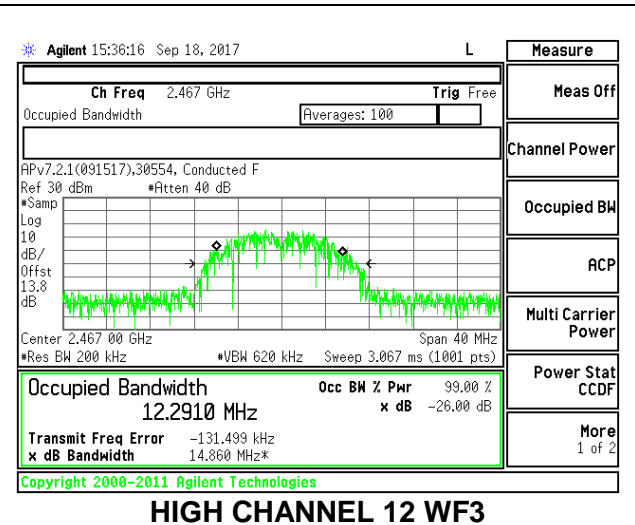 Agilent 15:36:16 Sep 18, 2017 L
Measure
Ch Freq 2.467 GHz Trig Free
Meas Off
Occupied Bandwidth Averages: 100
Channel Power
APv7.2.1(091517),30554, Conducted F
Ref 30 dBm #Atten 40 dB
#Samp
Log
10
dB/
Offst
13.8
dB
Occupied BW
ACP
Multi Carrier
Power
Center 2.467 00 GHz Span 40 MHz
#Res BW 200 kHz #VBW 620 kHz Sweep 3.067 ms (1001 pts)
Power Stat
CCDF
Occupied Bandwidth Occ BW % Pwr 99.00 %
12.2910 MHz x dB -26.00 dB
Transmit Freq Error -131.499 kHz
x dB Bandwidth 14.860 MHz*
More
1 of 2
Copyright 2000-2011 Agilent Technologies
HIGH CHANNEL 12 WF3